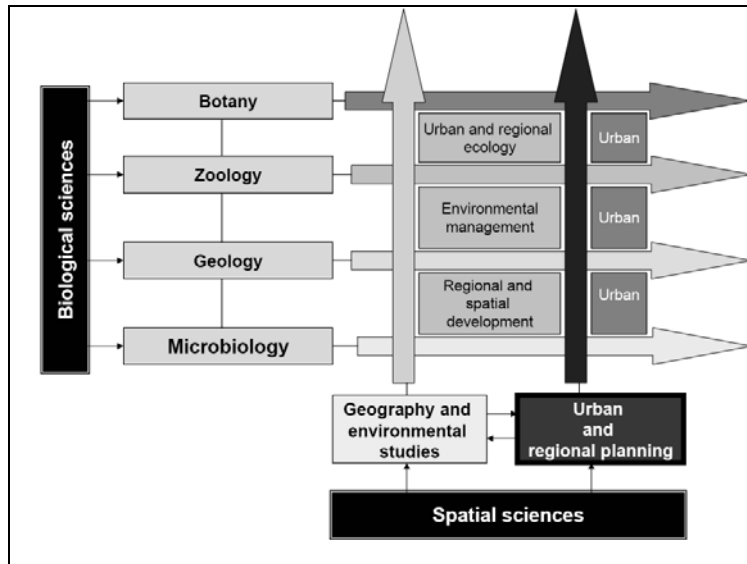 Biological sciences
Botany
Urban and regional
ecology
Urban
Zoology
Environmental
management
Urban
Geology
Regional and
spatial
development
Urban
Microbiology
Geography and
environmental
studies
Urban
and
regional planning
Spatial sciences